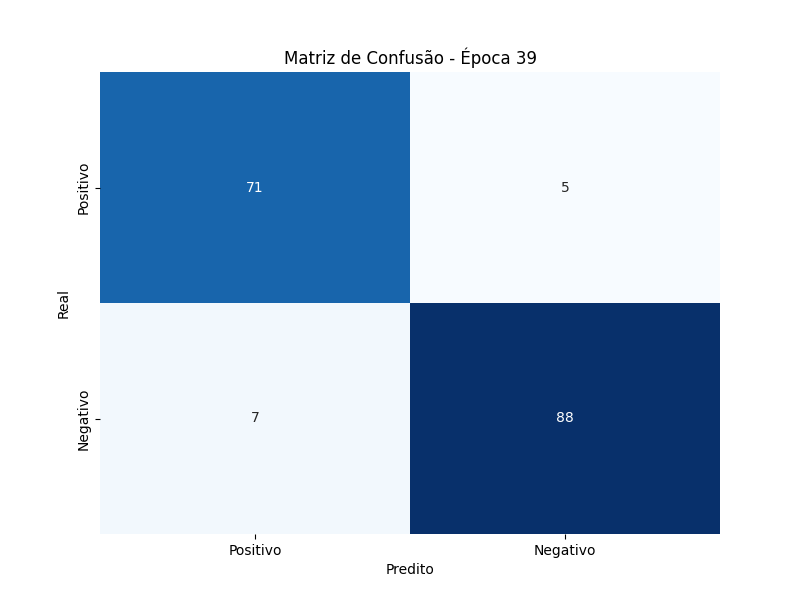 Matriz de Confusão - Época 39
Positivo
71
5
Real
Negativo
7
88
Positivo
Negativo
Predito